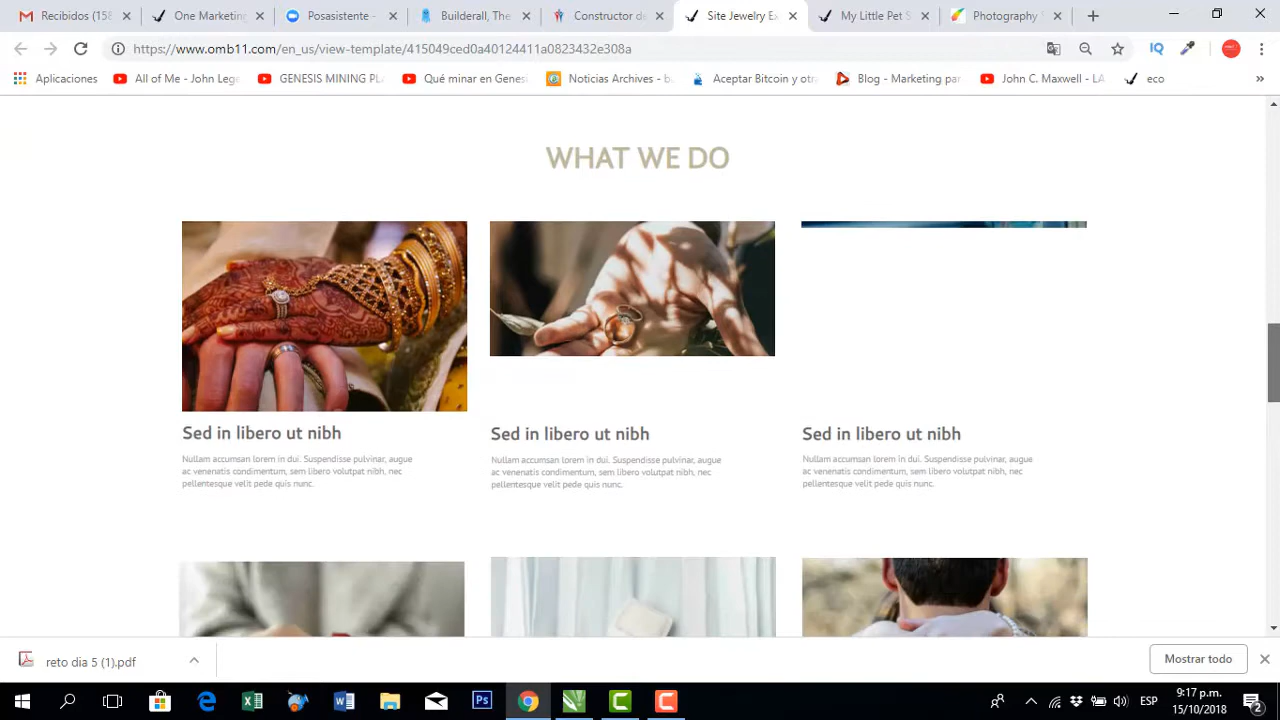 Recibidos (158
One Marketing
Posasistente -
Builderall, The
Constructor de
Site Jewelry Ex
My Little Pet S
Photography
https://www.omb11.com/en_us/view-template/415049ced0a40124411a0823432e308a
Aplicaciones
All of Me - John Lege
GENESIS MINING PL
Qué minar en Genes
Noticias Archives - b
Aceptar Bitcoin y otr
Blog - Marketing par
John C. Maxwell - LA
eco
»
WHAT WE DO
Sed in libero ut nibh
Sed in libero ut nibh
Sed in libero ut nibh
Nullam accumsan lorem in dui. Suspendisse pulvinar, augue
ac venenatis condimentum, sem libero volutpat nibh, nec
pellentesque velit pede quis nunc.
Nullam accumsan lorem in dui. Suspendisse pulvinar, augue
ac venenatis condimentum, sem libero volutpat nibh, nec
pellentesque velit pede quis nunc.
Nullam accumsan lorem in dui. Suspendisse pulvinar, augue
ac venenatis condimentum, sem libero volutpat nibh, nec
pellentesque velit pede quis nunc.
reto dia 5 (1).pdf
Mostrar todo
ESP
9:17 p.m.
15/10/2018
2